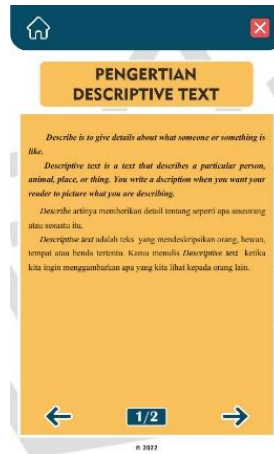 PENGERTIAN
DESCRIPTIVE TEXT
Describe is to give details about what someone or something is
like.
Descriptive text is a text that describes a particular person,
animal, place, or thing. You write a dscription when you want your
reader to picture what you are describing.
Describe artinya memberikan detail tentang seperti apa seseorang
atau sesuatu itu.
Descriptive text adalah teks yang mendeskripsikan orang, hewan,
tempat atau benda tertentu. Kamu menulis Descriptive text ketika
kita ingin menggambarkan apa yang kita lihat kepada orang lain.
1/2
© 2022